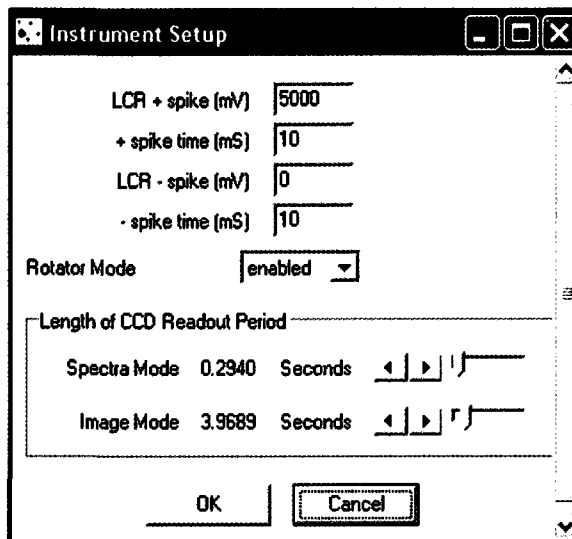 Instrument Setup
LCR + spike (mV) 5000
+ spike time (mS) 10
LCR - spike (mV) 0
- spike time (mS) 10
Rotator Mode enabled
Length of CCD Readout Period
Spectra Mode 0.2940 Seconds
Image Mode 3.9689 Seconds
OK Cancel